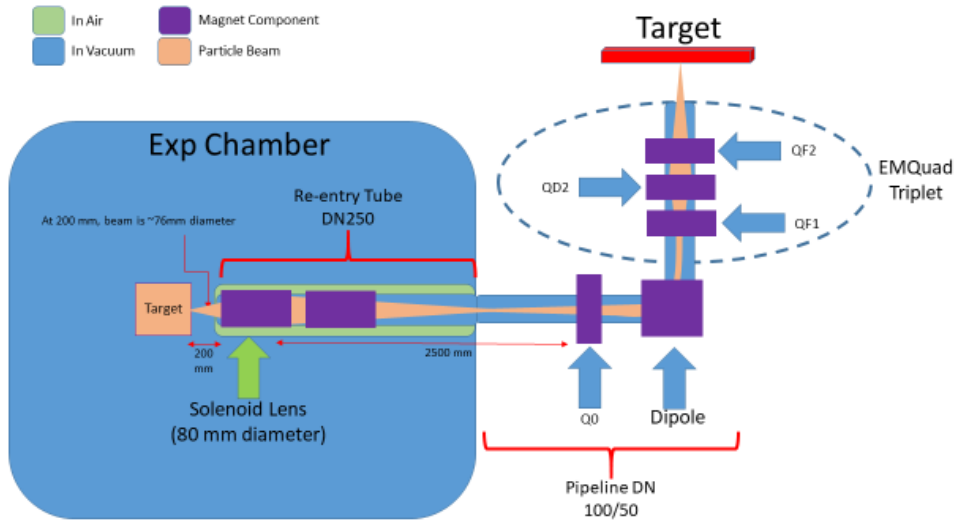 In Air
Magnet Component
In Vacuum
Particle Beam
Target
Exp Chamber
QF2
QD2
EMQuad
Triplet
QF1
Re-entry Tube
DN250
At 200 mm, beam is ~76mm diameter
Target
200
mm
2500 mm
Solenoid Lens
(80 mm diameter)
Q0
Dipole
Pipeline DN
100/50